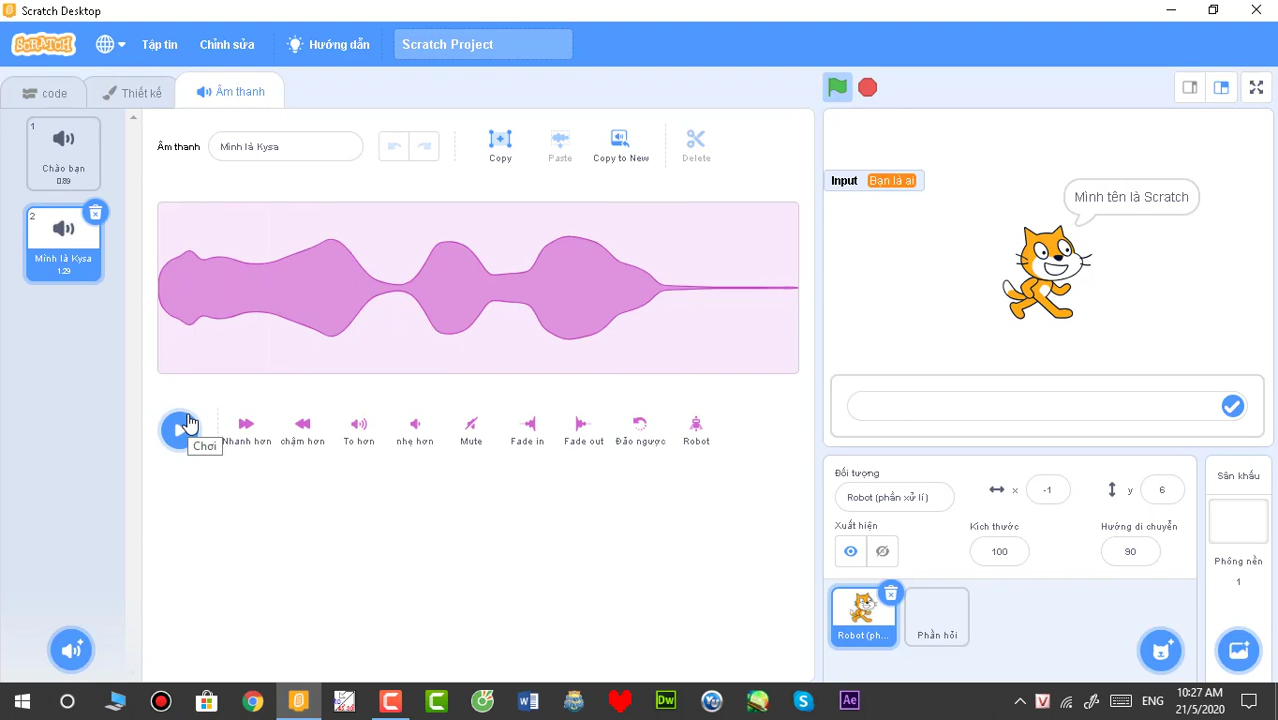 Scratch Desktop
SCRATCH
Tập tin
Chỉnh sửa
Hướng dẫn
Scratch Project
code
Thiết kế
Âm thanh
1
Chào bạn
0.89
2
Mình là Kysa
1.29
Âm thanh
Mình là Kysa
Copy
Paste
Copy to New
Delete
Chơi
Nhanh hơn
chậm hơn
To hơn
nhẹ hơn
Mute
Fade in
Fade out
Đảo ngược
Robot
Input Bạn là ai
Mình tên là Scratch
Đối tượng
Robot (phần xử lí)
x -1
y 6
Xuất hiện
Kích thước
100
Hướng di chuyển
90
Robot (ph...
Phần hồi
Sân khấu
Phông nền
1
W
Dw
S
Ae
V
ENG
10:27 AM
21/5/2020